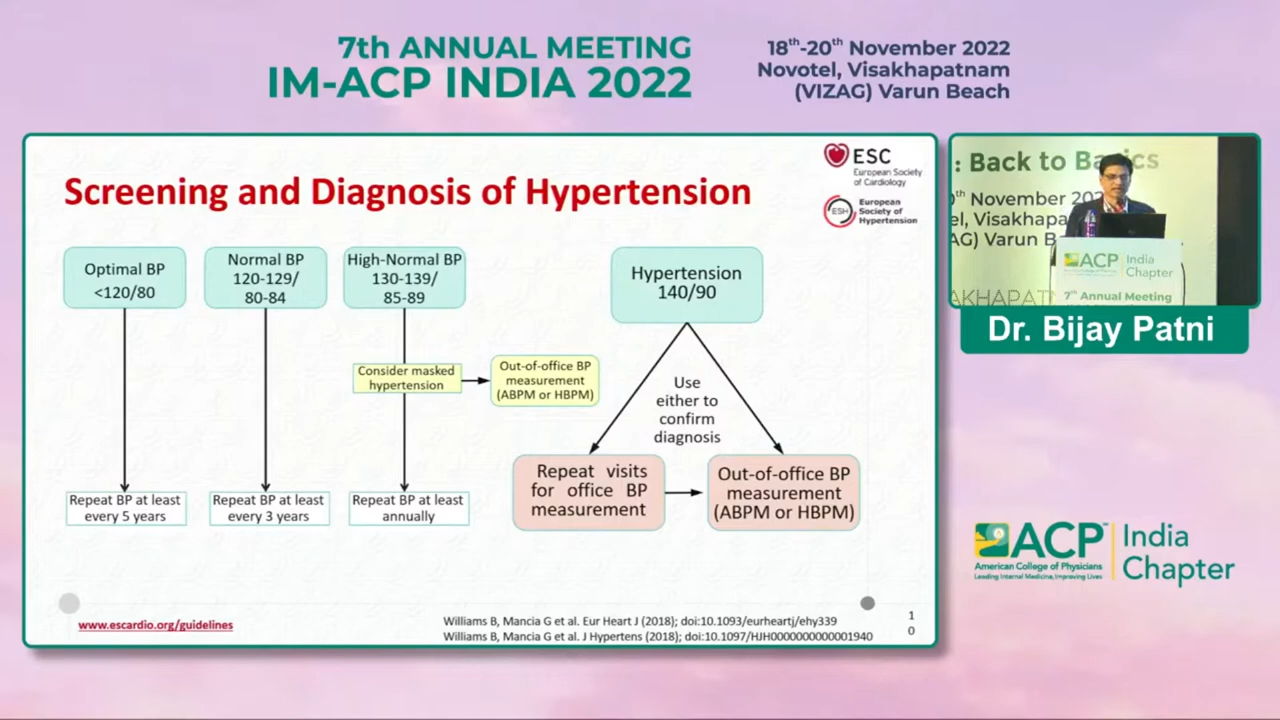 7th ANNUAL MEETING
IM-ACP INDIA 2022
18th-20th November 2022
Novotel, Visakhapatnam
(VIZAG) Varun Beach
Screening and Diagnosis of Hypertension
ESC
European Society
of Cardiology
ESH
European
Society of
Hypertension
Optimal BP
<120/80
Normal BP
120-129/
80-84
High-Normal BP
130-139/
85-89
Hypertension
140/90
Consider masked
hypertension
Out-of-office BP
measurement
(ABPM or HBPM)
Use
either to
confirm
diagnosis
Repeat visits
for office BP
measurement
Out-of-office BP
measurement
(ABPM or HBPM)
Repeat BP at least
every 5 years
Repeat BP at least
every 3 years
Repeat BP at least
annually
www.escardio.org/guidelines
Williams B, Mancia G et al. Eur Heart J (2018); doi:10.1093/eurheartj/ehy339
Williams B, Mancia G et al. J Hypertens (2018); doi:10.1097/HJH0000000000001940
1
0
: Back to
November
Varun
AKHAPATN
ACP India
Chapter
7th Annual Meeting
Dr. Bijay Patni
ACP India
Chapter
American College of Physicians
Leading Internal Medicine, Improving Lives